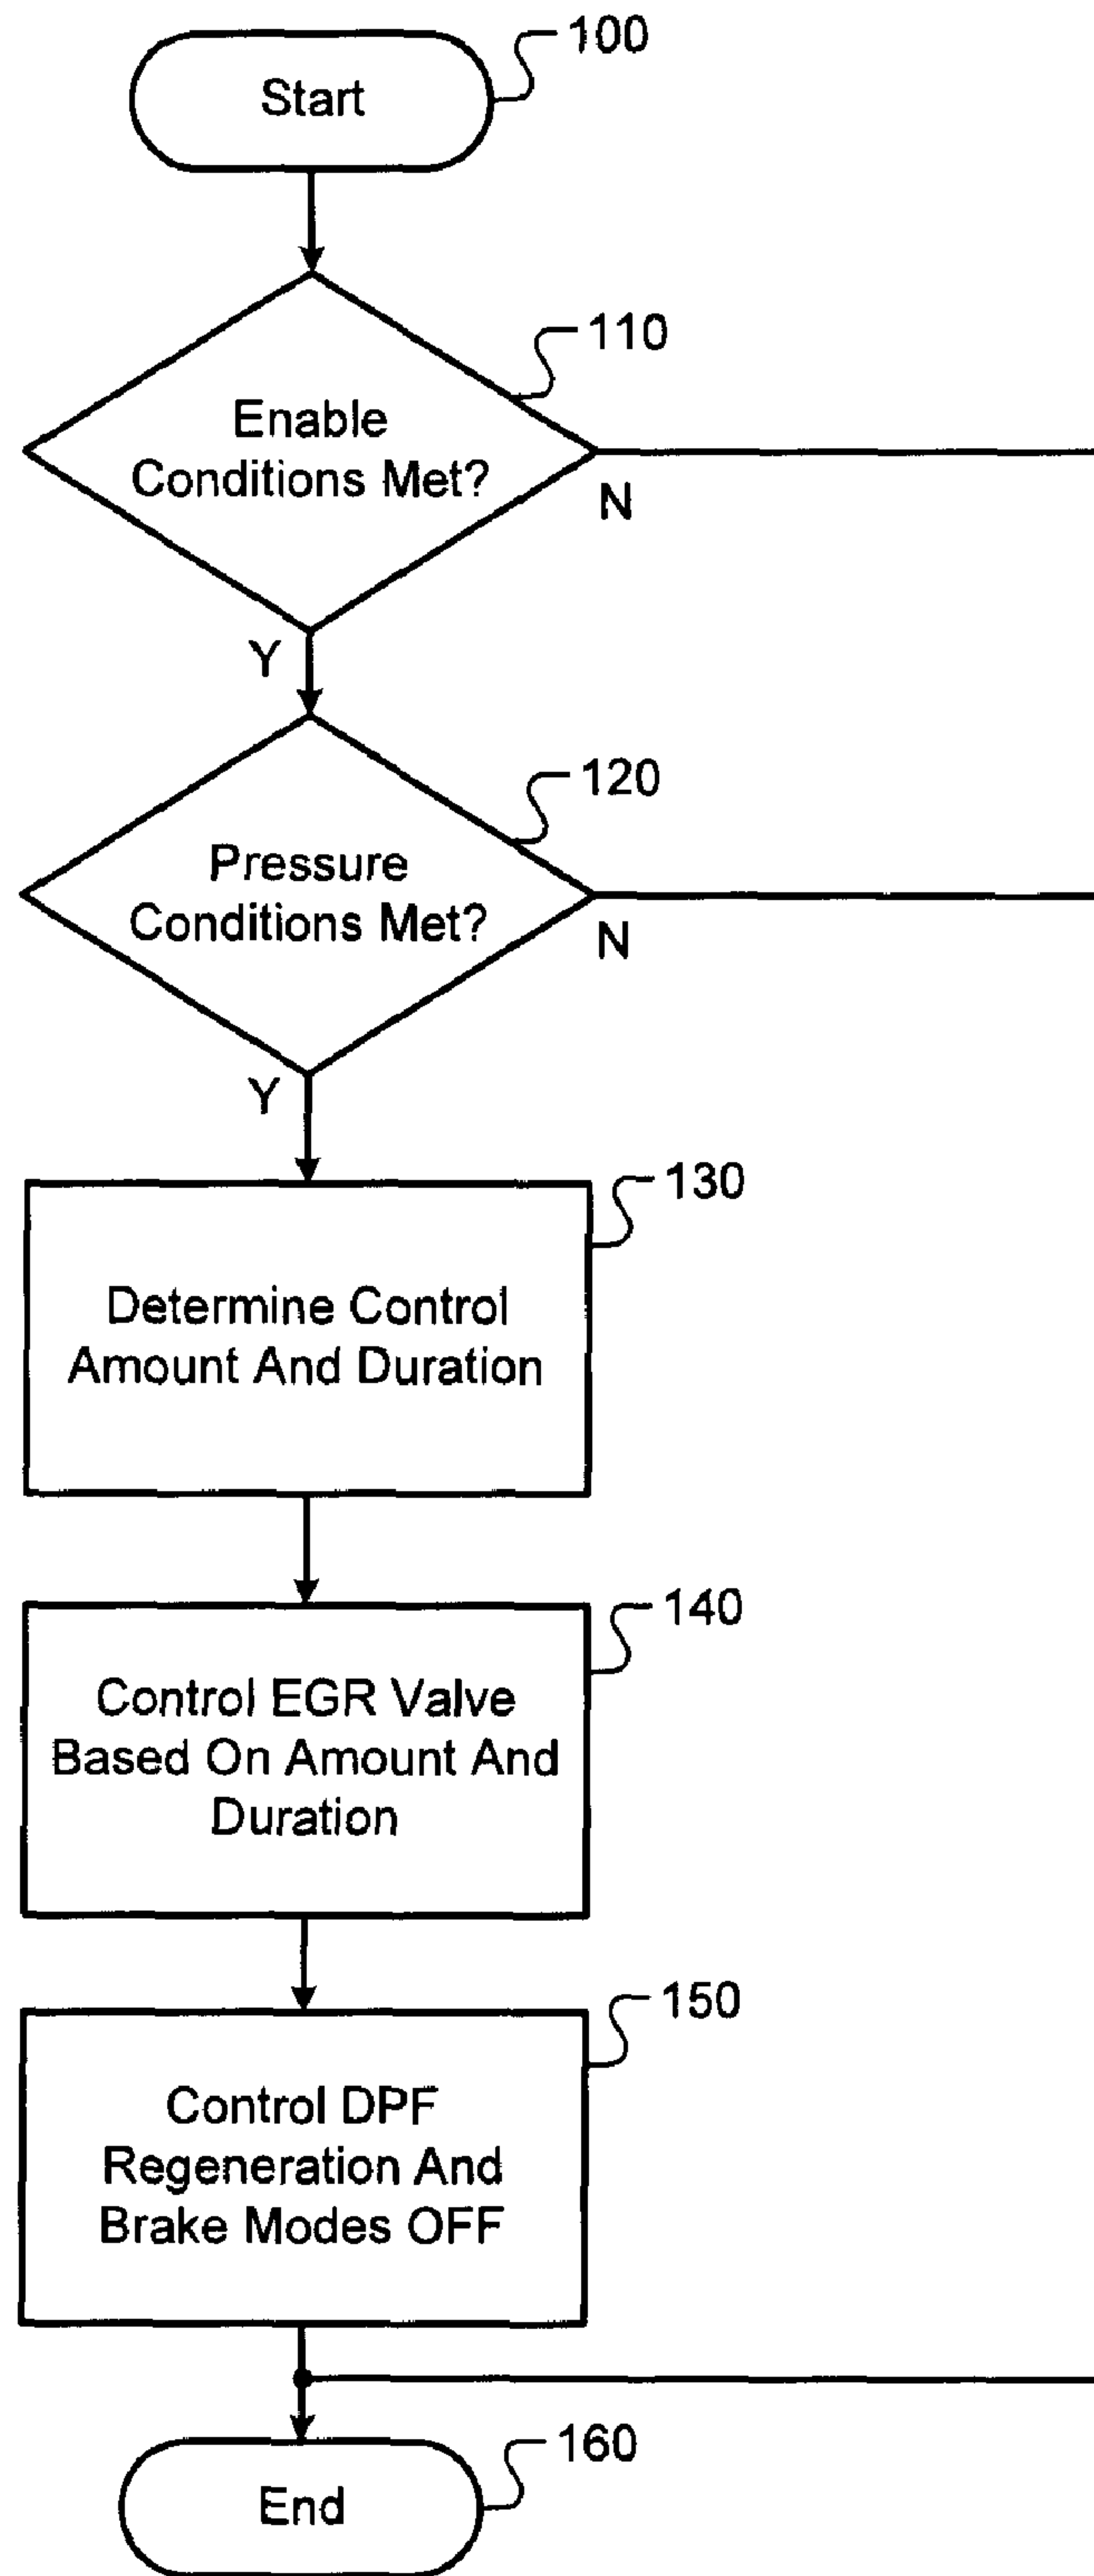 100
Start
110
Enable
Conditions Met?
N
Y
120
Pressure
Conditions Met?
N
Y
130
Determine Control
Amount And Duration
140
Control EGR Valve
Based On Amount And
Duration
150
Control DPF
Regeneration And
Brake Modes OFF
160
End